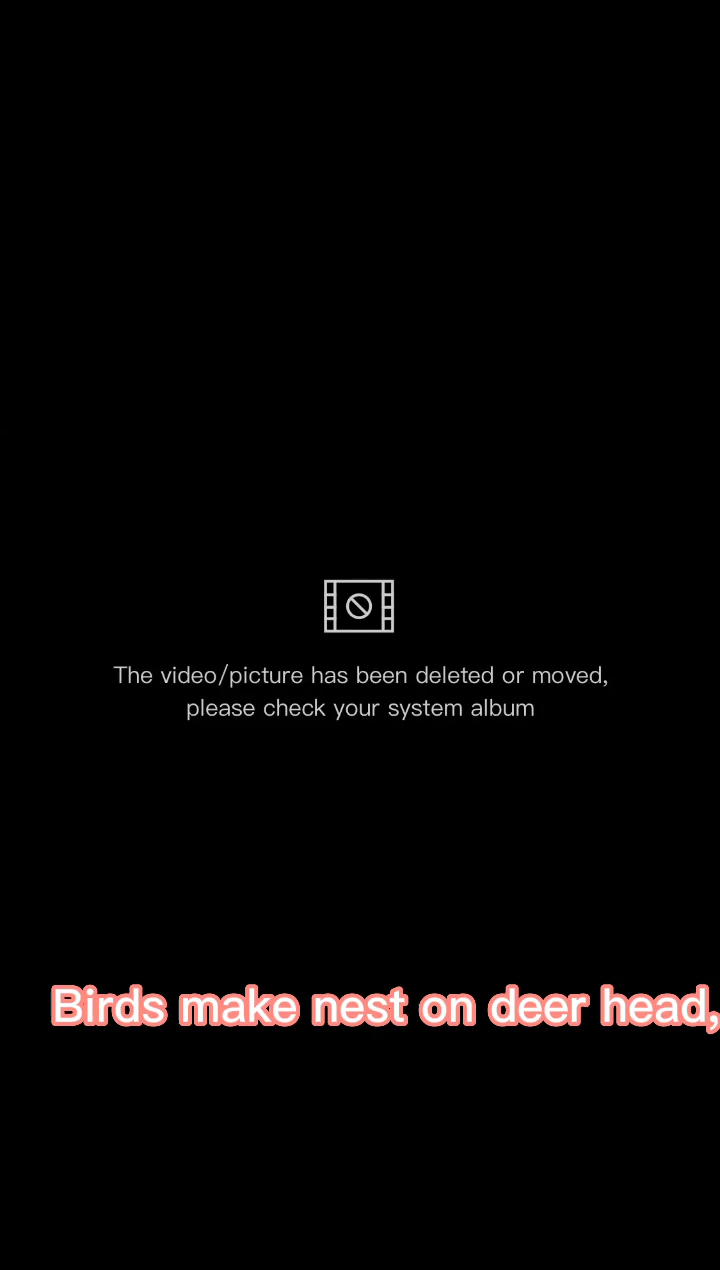 The video/picture has been deleted or moved,
please check your system album
Birds make nest on deer head,